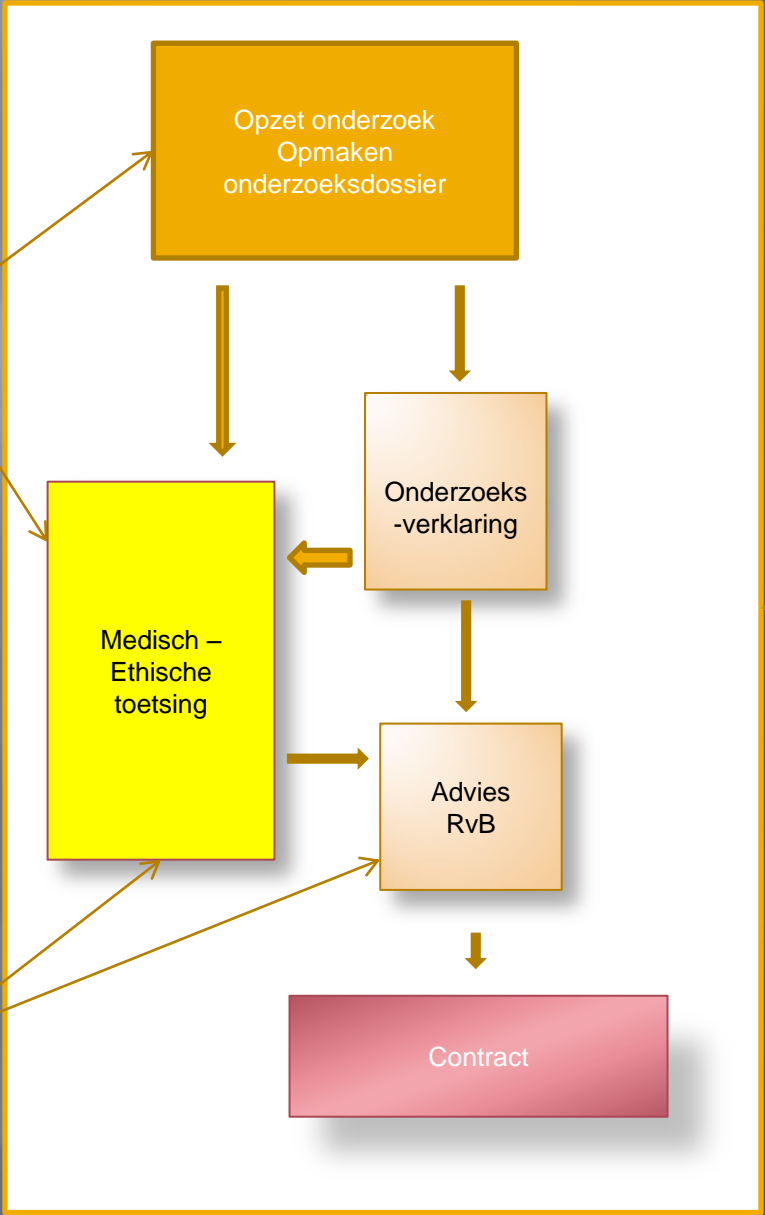 Opzet onderzoek
Opmaken
onderzoeksdossier
Onderzoeks
-verklaring
Medisch –
Ethische
toetsing
Advies
RvB
Contract